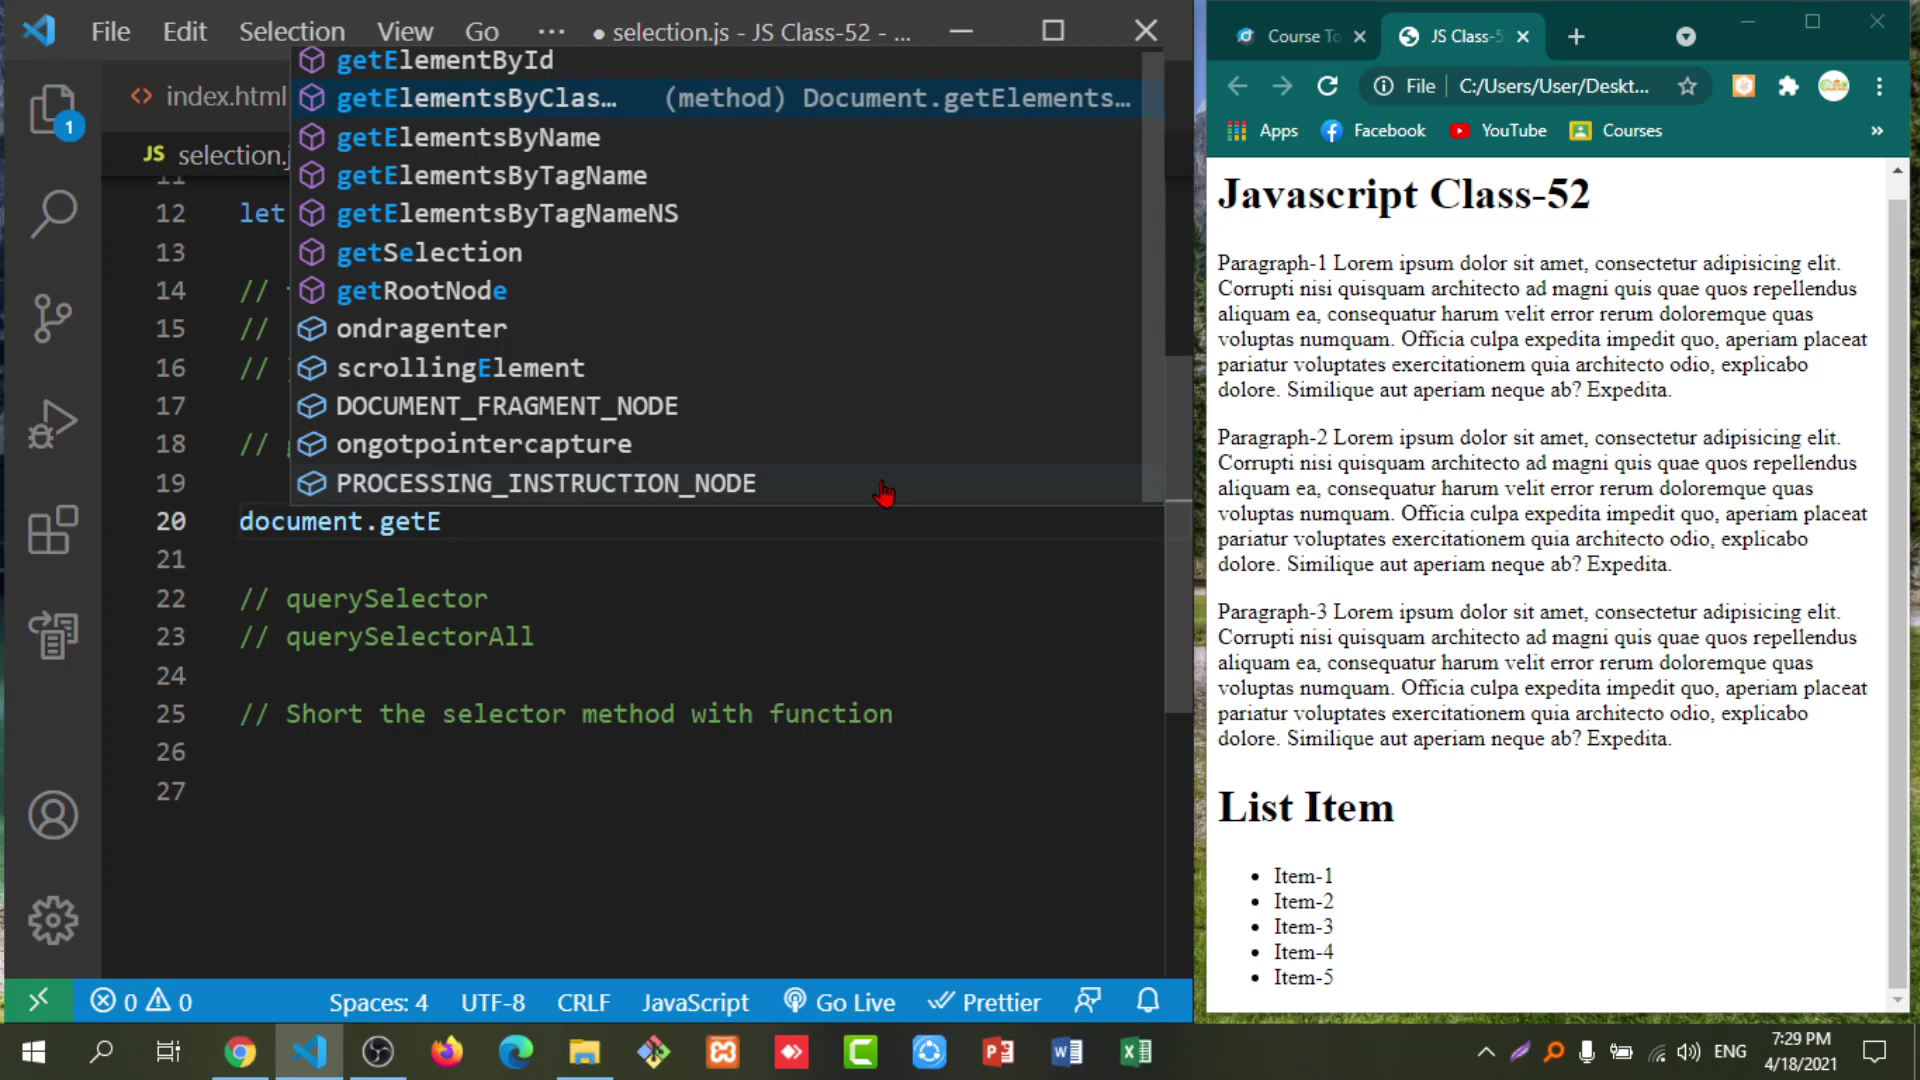 File Edit Selection View Go ··· ● selection.js - JS Class-52 - ...
index.html
JS selection.j
1
getElementById
getElementsByClas... (method) Document.getElements...
getElementsByName
getElementsByTagName
getElementsByTagNameNS
getSelection
getRootNode
ondragenter
scrollingElement
DOCUMENT_FRAGMENT_NODE
ongotpointercapture
PROCESSING_INSTRUCTION_NODE
11
12 let
13
14 //
15 //
16 //
17
18 //
19
20 document.getE
21
22 // querySelector
23 // querySelectorAll
24
25 // Short the selector method with function
26
27
0 0 Spaces: 4 UTF-8 CRLF JavaScript Go Live Prettier
Course To
JS Class-5
File C:/Users/User/Deskt...
Apps Facebook YouTube Courses »
Javascript Class-52
Paragraph-1 Lorem ipsum dolor sit amet, consectetur adipisicing elit.
Corrupti nisi quisquam architecto ad magni quis quae quos repellendus
aliquam ea, consequatur harum velit error rerum doloremque quas
voluptas numquam. Officia culpa expedita impedit quo, aperiam placeat
pariatur voluptates exercitationem quia architecto odio, explicabo
dolore. Similique aut aperiam neque ab? Expedita.
Paragraph-2 Lorem ipsum dolor sit amet, consectetur adipisicing elit.
Corrupti nisi quisquam architecto ad magni quis quae quos repellendus
aliquam ea, consequatur harum velit error rerum doloremque quas
voluptas numquam. Officia culpa expedita impedit quo, aperiam placeat
pariatur voluptates exercitationem quia architecto odio, explicabo
dolore. Similique aut aperiam neque ab? Expedita.
Paragraph-3 Lorem ipsum dolor sit amet, consectetur adipisicing elit.
Corrupti nisi quisquam architecto ad magni quis quae quos repellendus
aliquam ea, consequatur harum velit error rerum doloremque quas
voluptas numquam. Officia culpa expedita impedit quo, aperiam placeat
pariatur voluptates exercitationem quia architecto odio, explicabo
dolore. Similique aut aperiam neque ab? Expedita.
List Item
• Item-1
• Item-2
• Item-3
• Item-4
• Item-5
ENG
7:29 PM
4/18/2021